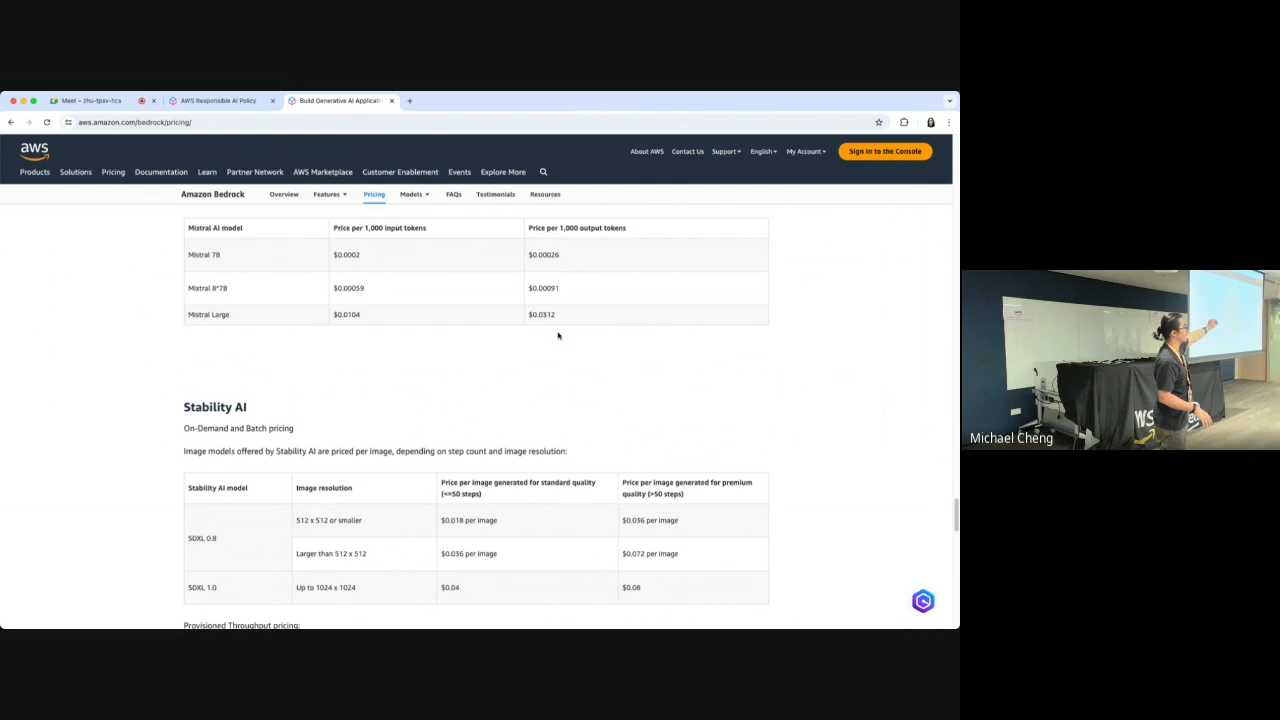 Meet – zhu-tpsv-hcs
AWS Responsible AI Policy
Build Generative AI Applicati
aws.amazon.com/bedrock/pricing/
aws
About AWS Contact Us Support English My Account Sign In to the Console
Products Solutions Pricing Documentation Learn Partner Network AWS Marketplace Customer Enablement Events Explore More
Amazon Bedrock Overview Features Pricing Models FAQs Testimonials Resources
Mistral AI model Price per 1,000 input tokens Price per 1,000 output tokens
Mistral 7B $0.0002 $0.00026
Mixtral 8*7B $0.00059 $0.00091
Mistral Large $0.0104 $0.0312
Stability AI
On-Demand and Batch pricing
Image models offered by Stability AI are priced per image, depending on step count and image resolution:
Stability AI model Image resolution Price per image generated for standard quality (<=50 steps) Price per image generated for premium quality (>50 steps)
SDXL 0.8 512 x 512 or smaller $0.018 per image $0.036 per image
Larger than 512 x 512 $0.036 per image $0.072 per image
SDXL 1.0 Up to 1024 x 1024 $0.04 $0.08
Provisioned Throughput pricing:
Michael Cheng